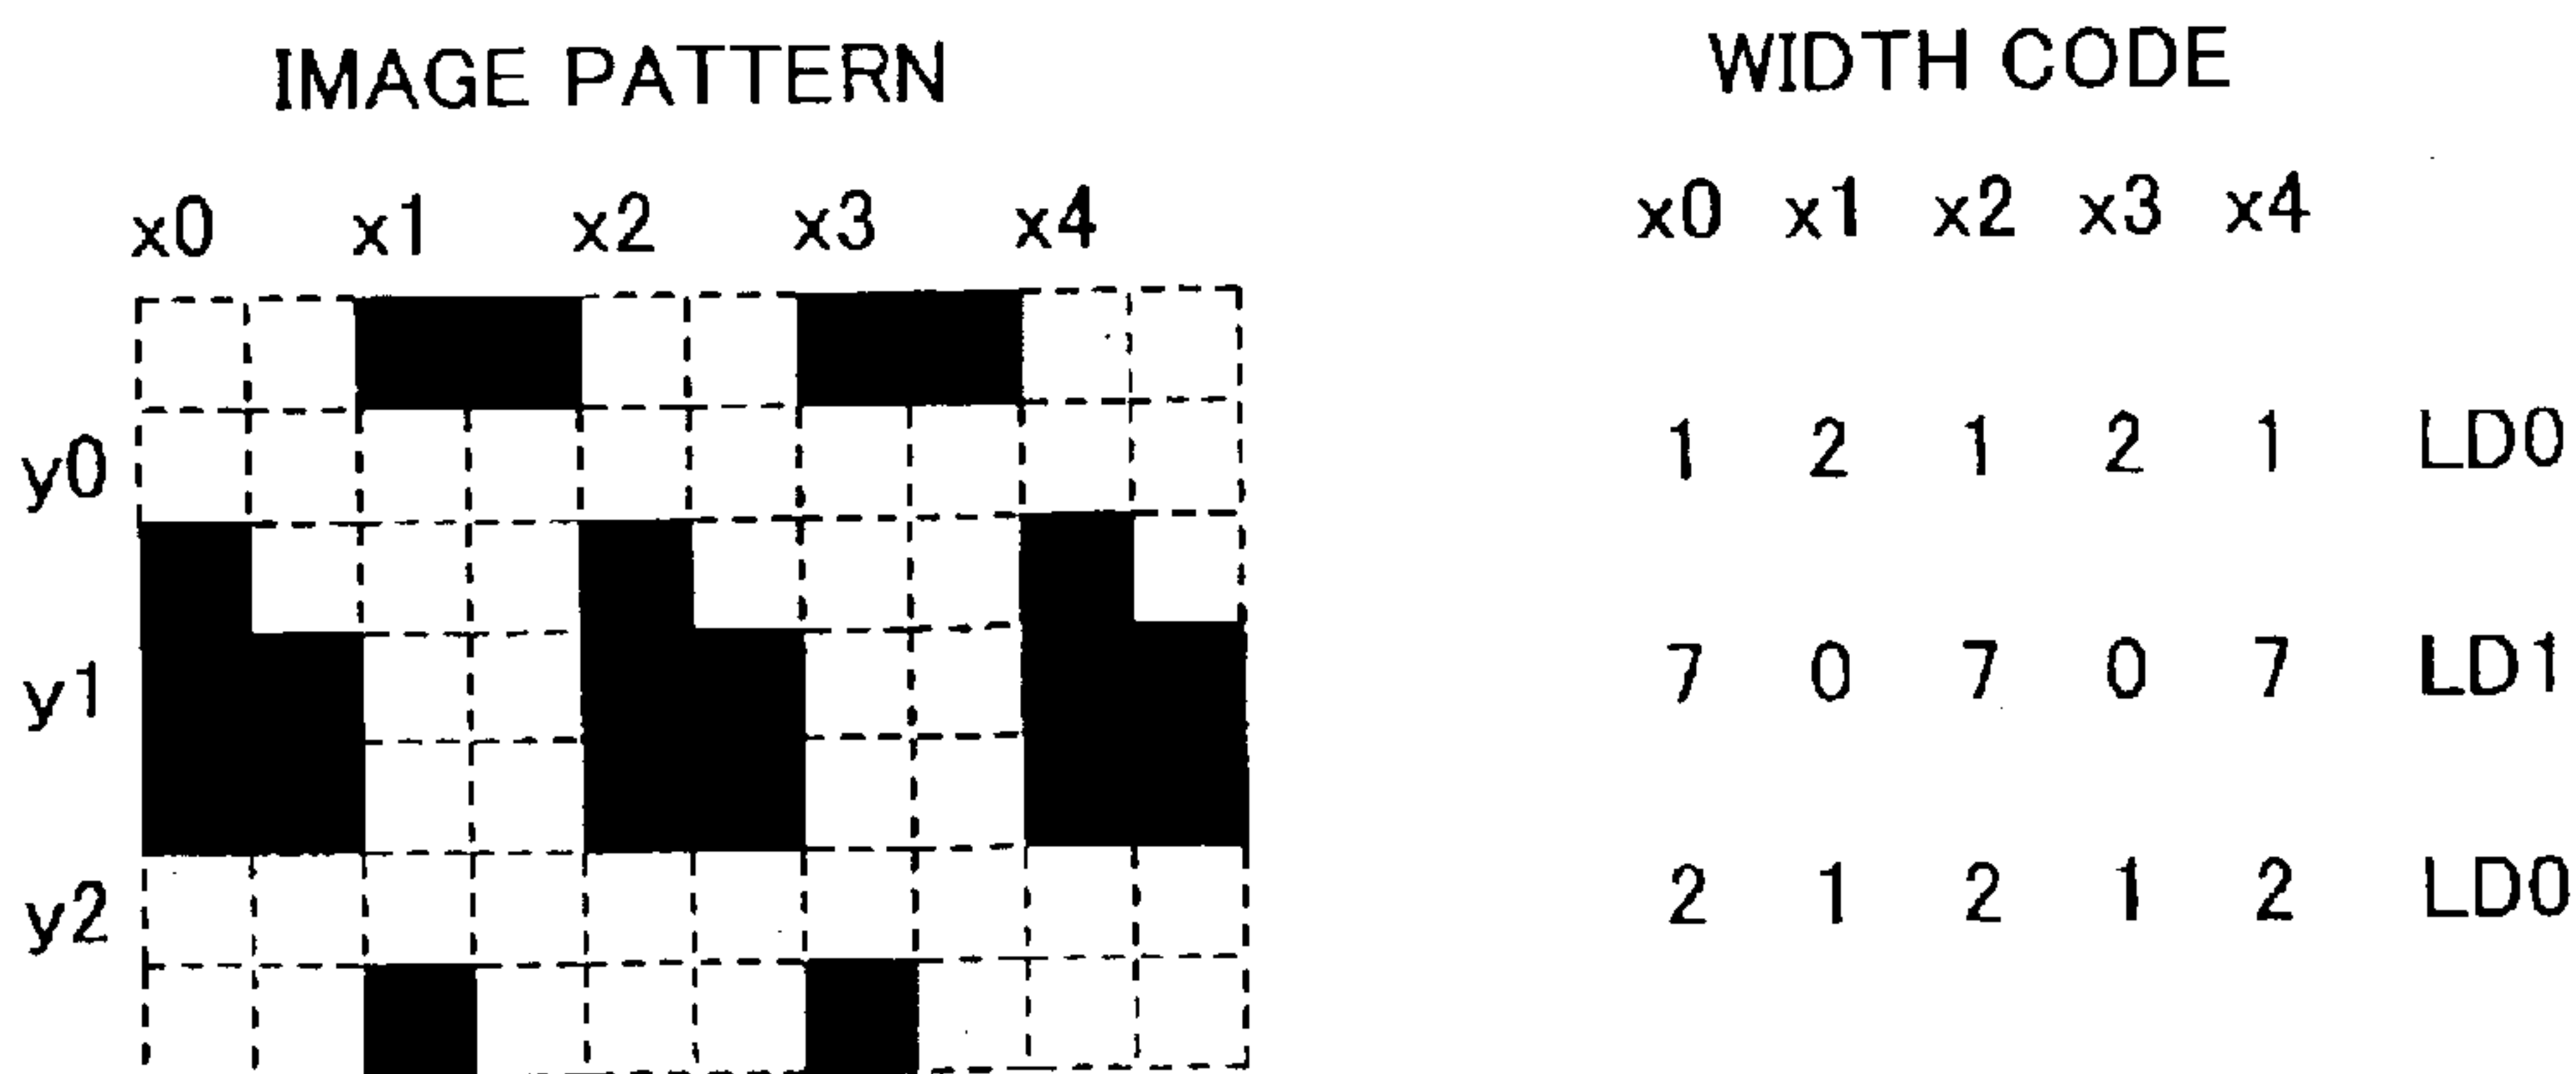 IMAGE PATTERN
x0 x1 x2 x3 x4
y0
y1
y2
WIDTH CODE
x0 x1 x2 x3 x4
1 2 1 2 1 LD0
7 0 7 0 7 LD1
2 1 2 1 2 LD0